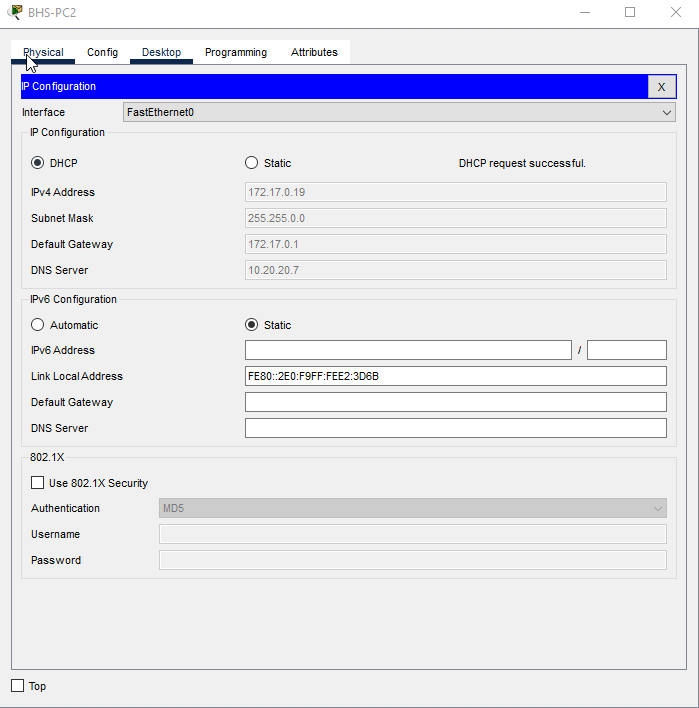 BHS-PC2
Physical Config Desktop Programming Attributes
IP Configuration X
Interface FastEthernet0
IP Configuration
DHCP Static DHCP request successful.
IPv4 Address 172.17.0.19
Subnet Mask 255.255.0.0
Default Gateway 172.17.0.1
DNS Server 10.20.20.7
IPv6 Configuration
Automatic Static
IPv6 Address /
Link Local Address FE80::2E0:F9FF:FEE2:3D6B
Default Gateway
DNS Server
802.1X
Use 802.1X Security
Authentication MD5
Username
Password
Top